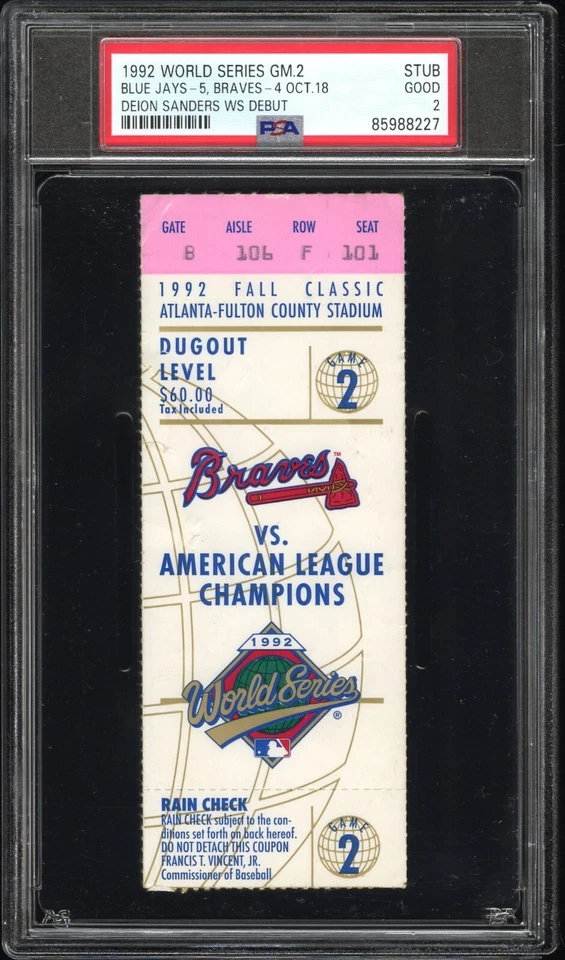 1992 WORLD SERIES GM.2 STUB
BLUE JAYS-5, BRAVES-4 OCT.18 GOOD
DEION SANDERS WS DEBUT 2
PSA 85988227
GATE AISLE ROW SEAT
8 106 F 101
1992 FALL CLASSIC
ATLANTA-FULTON COUNTY STADIUM
DUGOUT
LEVEL
$60.00
Tax Included
GAME
2
Braves™
VS.
AMERICAN LEAGUE
CHAMPIONS
1992
World Series
®
RAIN CHECK
RAIN CHECK subject to the con-
ditions set forth on back hereof.
DO NOT DETACH THIS COUPON
FRANCIS T. VINCENT, JR.
Commissioner of Baseball
GAME
2